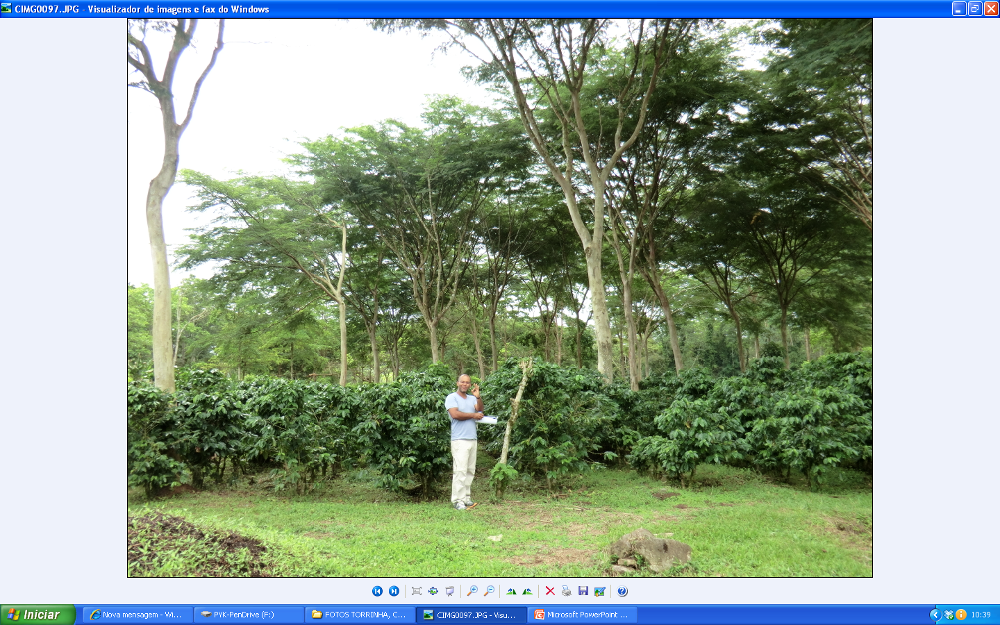 CIMG0097.JPG - Visualizador de imagens e fax do Windows
Iniciar
Nova mensagem - Wi...
PYK-PenDrive (F:)
FOTOS TORRINHA, C...
CIMG0097.JPG - Visu...
Microsoft PowerPoint ...
10:39